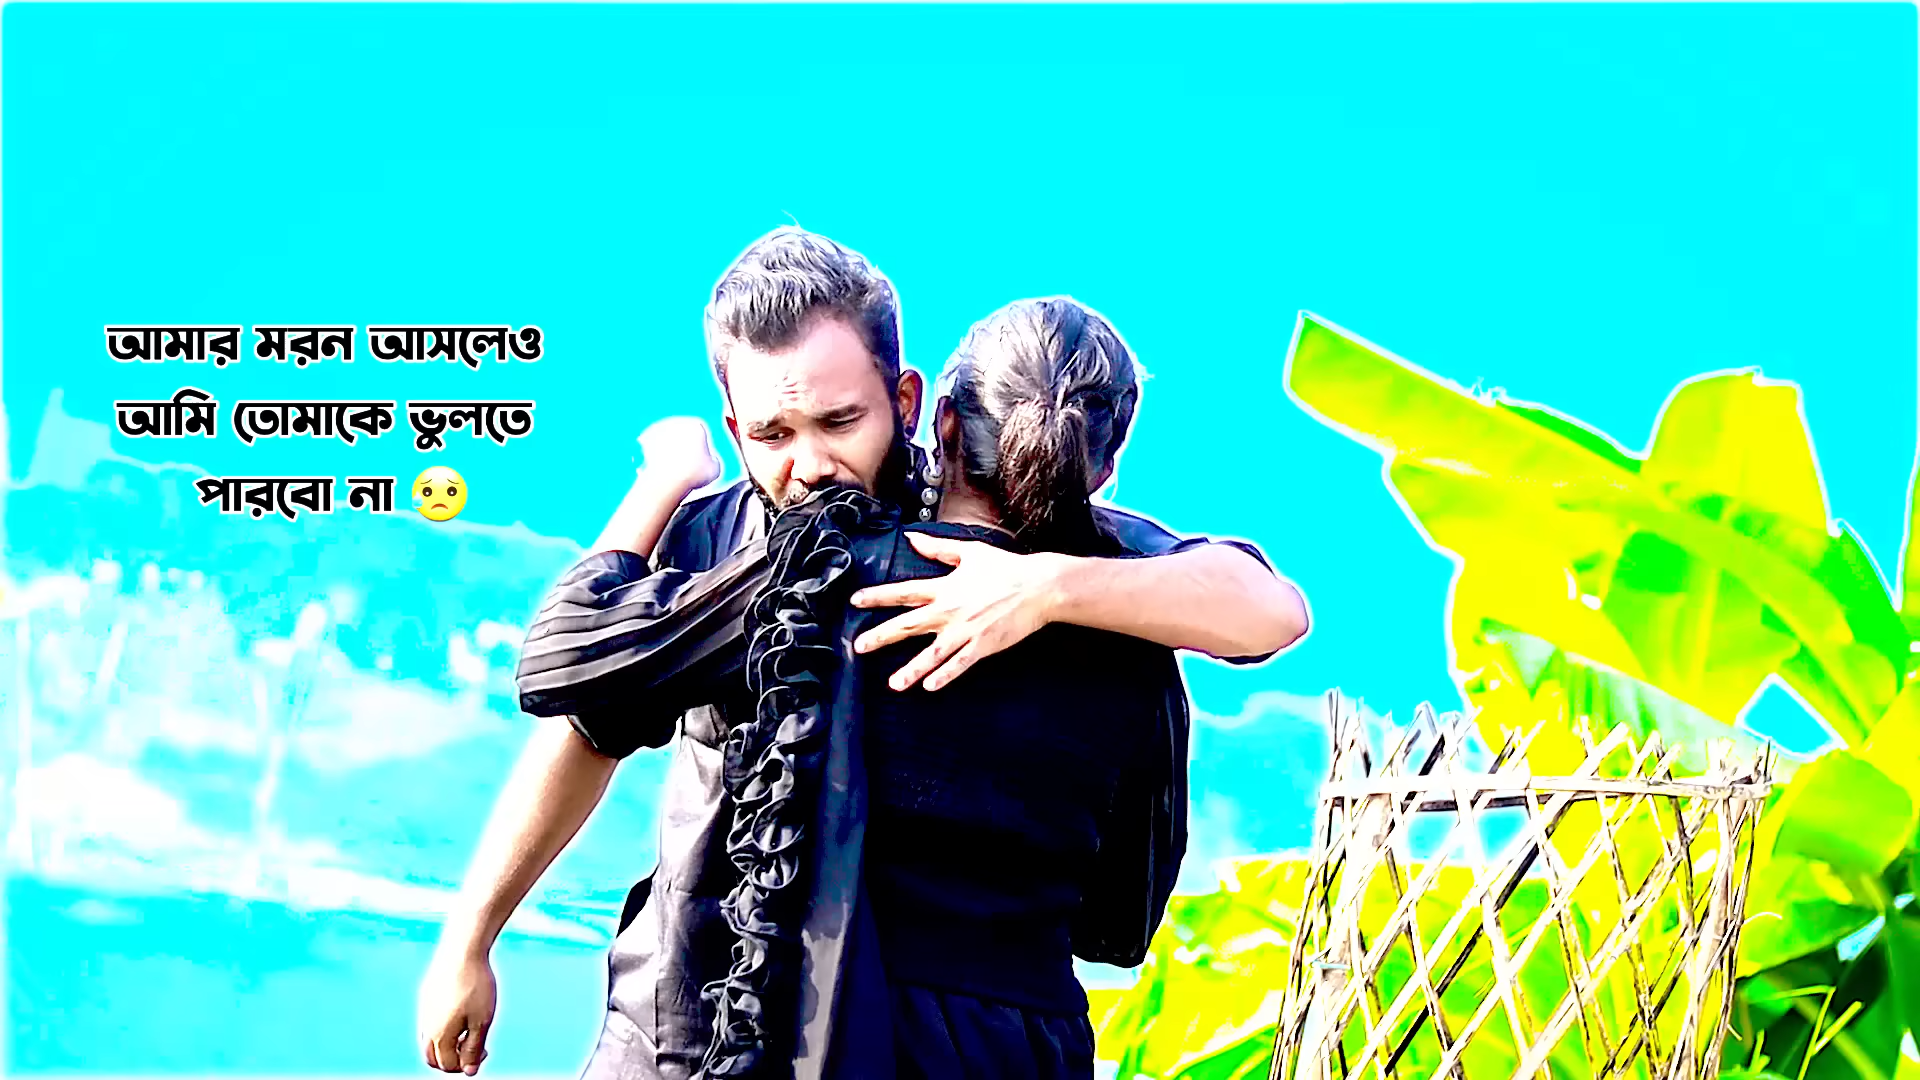 আমার মরন আসলেও
আমি তোমাকে ভুলতে
পারবো না 😥